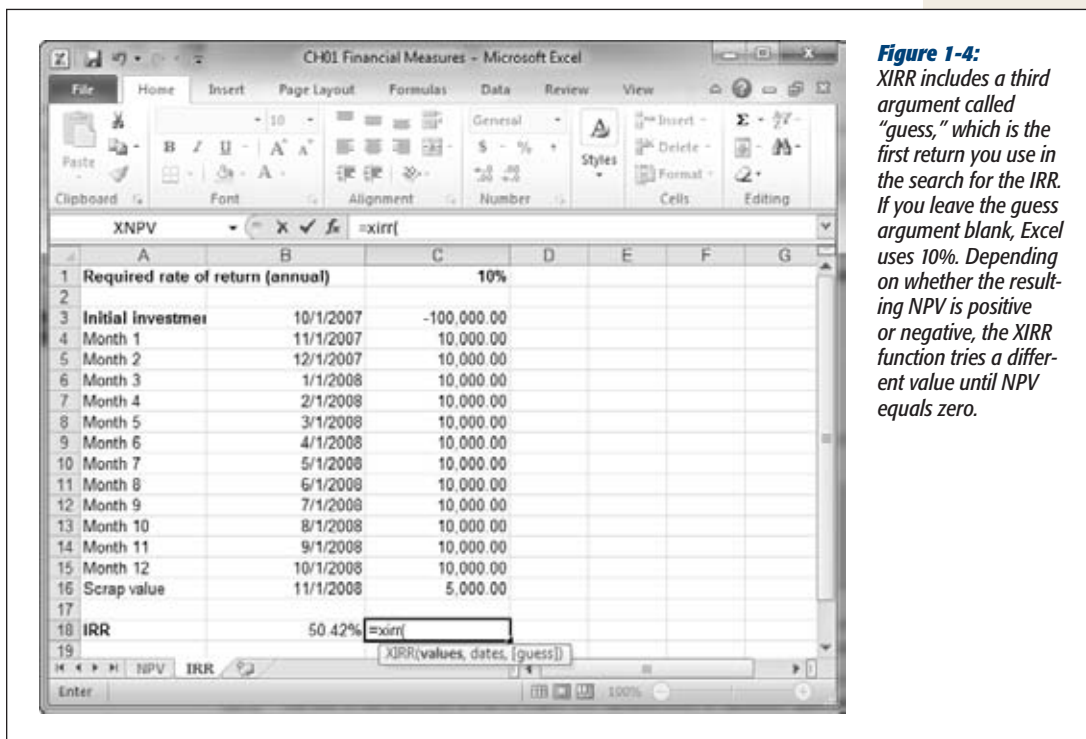 CH01 Financial Measures - Microsoft Excel
File Home Insert Page Layout Formulas Data Review View
Paste
B I U A A
10
General
$ %
Styles
Insert
Delete
Format
Clipboard Font Alignment Number Cells Editing
XNPV fx =xirr(
A B C D E F G
1 Required rate of return (annual) 10%
2
3 Initial investmer 10/1/2007 -100,000.00
4 Month 1 11/1/2007 10,000.00
5 Month 2 12/1/2007 10,000.00
6 Month 3 1/1/2008 10,000.00
7 Month 4 2/1/2008 10,000.00
8 Month 5 3/1/2008 10,000.00
9 Month 6 4/1/2008 10,000.00
10 Month 7 5/1/2008 10,000.00
11 Month 8 6/1/2008 10,000.00
12 Month 9 7/1/2008 10,000.00
13 Month 10 8/1/2008 10,000.00
14 Month 11 9/1/2008 10,000.00
15 Month 12 10/1/2008 10,000.00
16 Scrap value 11/1/2008 5,000.00
17
18 IRR 50.42% =xirr(
19 XIRR(values, dates, [guess])
NPV IRR
Enter 100%
Figure 1-4:
XIRR includes a third
argument called
“guess,” which is the
first return you use in
the search for the IRR.
If you leave the guess
argument blank, Excel
uses 10%. Depending
on whether the result-
ing NPV is positive
or negative, the XIRR
function tries a differ-
ent value until NPV
equals zero.